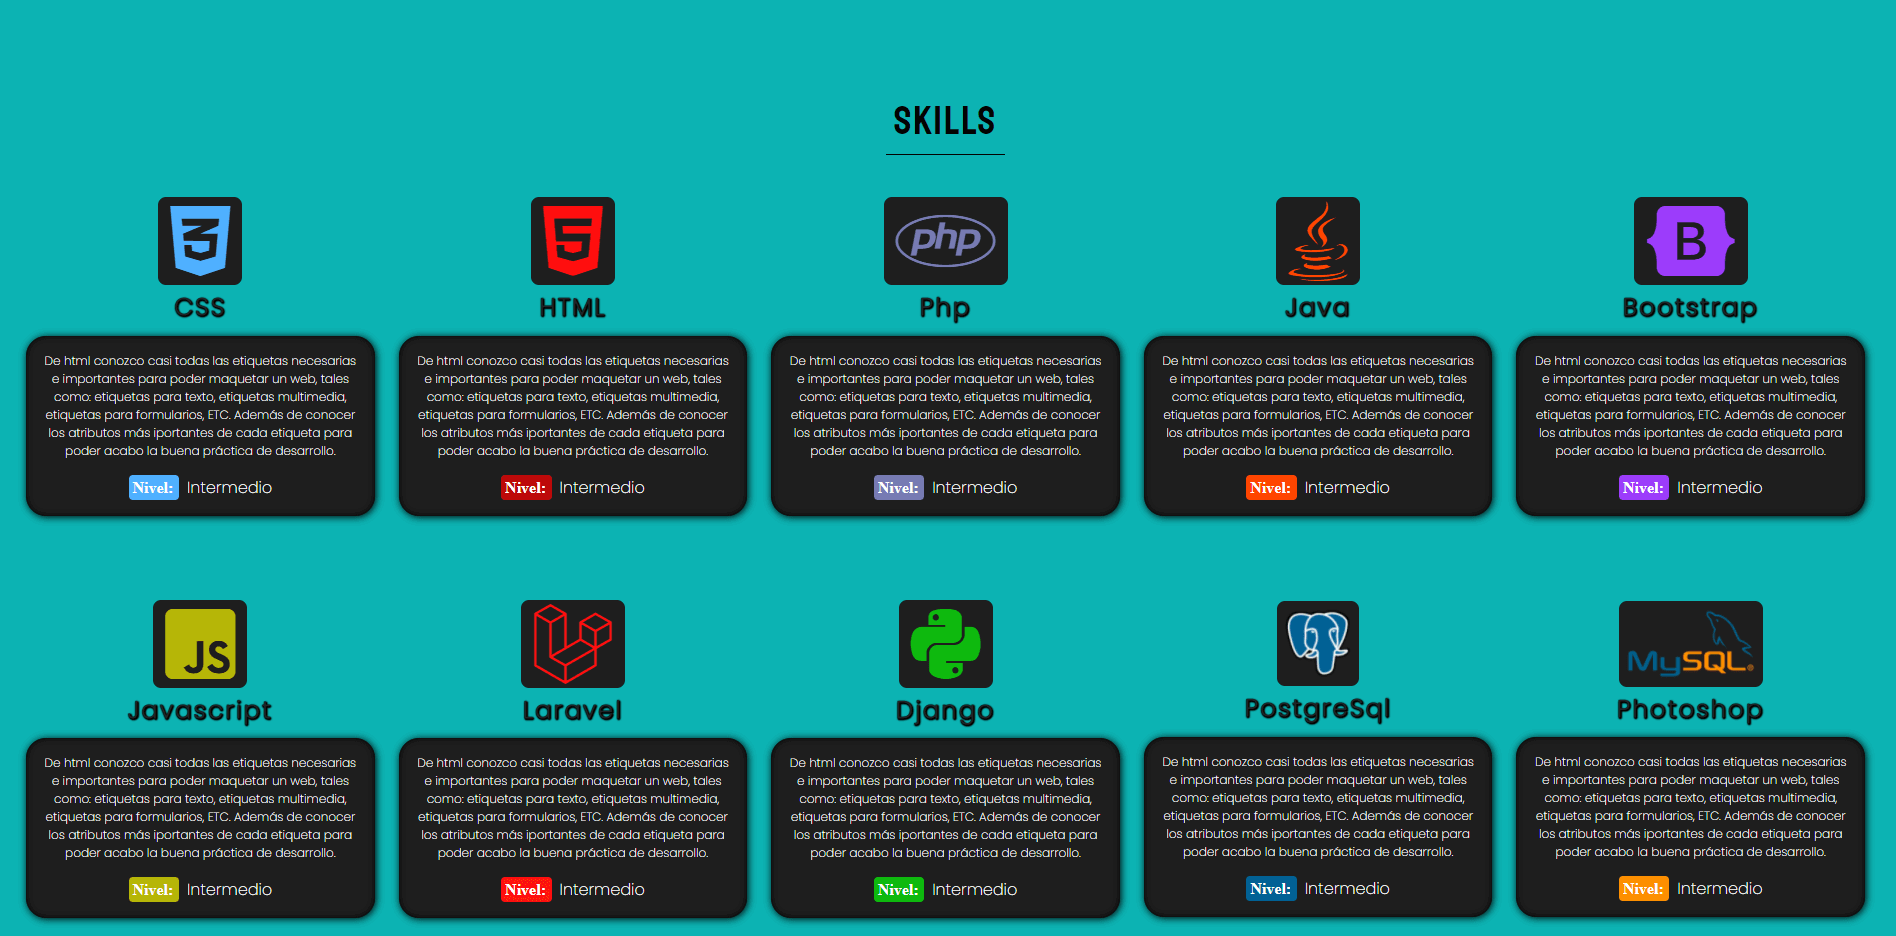 SKILLS
CSS
De html conozco casi todas las etiquetas necesarias
e importantes para poder maquetar un web, tales
como: etiquetas para texto, etiquetas multimedia,
etiquetas para formularios, ETC. Además de conocer
los atributos más iportantes de cada etiqueta para
poder acabo la buena práctica de desarrollo.
Nivel: Intermedio
HTML
De html conozco casi todas las etiquetas necesarias
e importantes para poder maquetar un web, tales
como: etiquetas para texto, etiquetas multimedia,
etiquetas para formularios, ETC. Además de conocer
los atributos más iportantes de cada etiqueta para
poder acabo la buena práctica de desarrollo.
Nivel: Intermedio
php
Php
De html conozco casi todas las etiquetas necesarias
e importantes para poder maquetar un web, tales
como: etiquetas para texto, etiquetas multimedia,
etiquetas para formularios, ETC. Además de conocer
los atributos más iportantes de cada etiqueta para
poder acabo la buena práctica de desarrollo.
Nivel: Intermedio
Java
De html conozco casi todas las etiquetas necesarias
e importantes para poder maquetar un web, tales
como: etiquetas para texto, etiquetas multimedia,
etiquetas para formularios, ETC. Además de conocer
los atributos más iportantes de cada etiqueta para
poder acabo la buena práctica de desarrollo.
Nivel: Intermedio
B
Bootstrap
De html conozco casi todas las etiquetas necesarias
e importantes para poder maquetar un web, tales
como: etiquetas para texto, etiquetas multimedia,
etiquetas para formularios, ETC. Además de conocer
los atributos más iportantes de cada etiqueta para
poder acabo la buena práctica de desarrollo.
Nivel: Intermedio
JS
Javascript
De html conozco casi todas las etiquetas necesarias
e importantes para poder maquetar un web, tales
como: etiquetas para texto, etiquetas multimedia,
etiquetas para formularios, ETC. Además de conocer
los atributos más iportantes de cada etiqueta para
poder acabo la buena práctica de desarrollo.
Nivel: Intermedio
Laravel
De html conozco casi todas las etiquetas necesarias
e importantes para poder maquetar un web, tales
como: etiquetas para texto, etiquetas multimedia,
etiquetas para formularios, ETC. Además de conocer
los atributos más iportantes de cada etiqueta para
poder acabo la buena práctica de desarrollo.
Nivel: Intermedio
Django
De html conozco casi todas las etiquetas necesarias
e importantes para poder maquetar un web, tales
como: etiquetas para texto, etiquetas multimedia,
etiquetas para formularios, ETC. Además de conocer
los atributos más iportantes de cada etiqueta para
poder acabo la buena práctica de desarrollo.
Nivel: Intermedio
PostgreSql
De html conozco casi todas las etiquetas necesarias
e importantes para poder maquetar un web, tales
como: etiquetas para texto, etiquetas multimedia,
etiquetas para formularios, ETC. Además de conocer
los atributos más iportantes de cada etiqueta para
poder acabo la buena práctica de desarrollo.
Nivel: Intermedio
MySQL®
Photoshop
De html conozco casi todas las etiquetas necesarias
e importantes para poder maquetar un web, tales
como: etiquetas para texto, etiquetas multimedia,
etiquetas para formularios, ETC. Además de conocer
los atributos más iportantes de cada etiqueta para
poder acabo la buena práctica de desarrollo.
Nivel: Intermedio